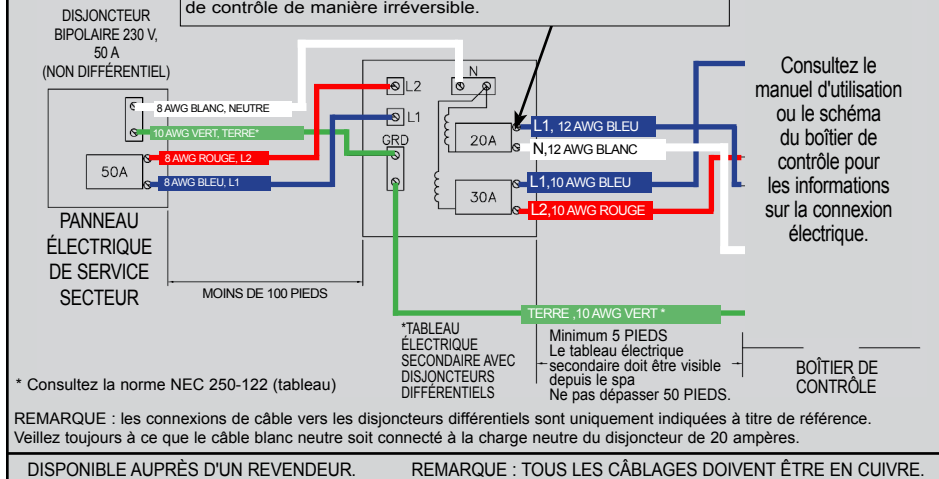 de contrôle de manière irréversible.
DISJONCTEUR
BIPOLAIRE 230 V,
50 A
(NON DIFFÉRENTIEL)
8 AWG BLANC, NEUTRE
10 AWG VERT, TERRE*
8 AWG ROUGE, L2
8 AWG BLEU, L1
50A
PANNEAU
ÉLECTRIQUE
DE SERVICE
SECTEUR
MOINS DE 100 PIEDS
N
L2
L1
GRD
20A
30A
L1, 12 AWG BLEU
N,12 AWG BLANC
L1,10 AWG BLEU
L2,10 AWG ROUGE
TERRE ,10 AWG VERT *
Consultez le
manuel d'utilisation
ou le schéma
du boîtier de
contrôle pour
les informations
sur la connexion
électrique.
*TABLEAU
ÉLECTRIQUE
SECONDAIRE AVEC
DISJONCTEURS
DIFFÉRENTIELS
Minimum 5 PIEDS
Le tableau électrique
secondaire doit être visible
depuis le spa
Ne pas dépasser 50 PIEDS.
BOÎTIER DE
CONTRÔLE
* Consultez la norme NEC 250-122 (tableau)
REMARQUE : les connexions de câble vers les disjoncteurs différentiels sont uniquement indiquées à titre de référence.
Veillez toujours à ce que le câble blanc neutre soit connecté à la charge neutre du disjoncteur de 20 ampères.
DISPONIBLE AUPRÈS D'UN REVENDEUR. REMARQUE : TOUS LES CÂBLAGES DOIVENT ÊTRE EN CUIVRE.